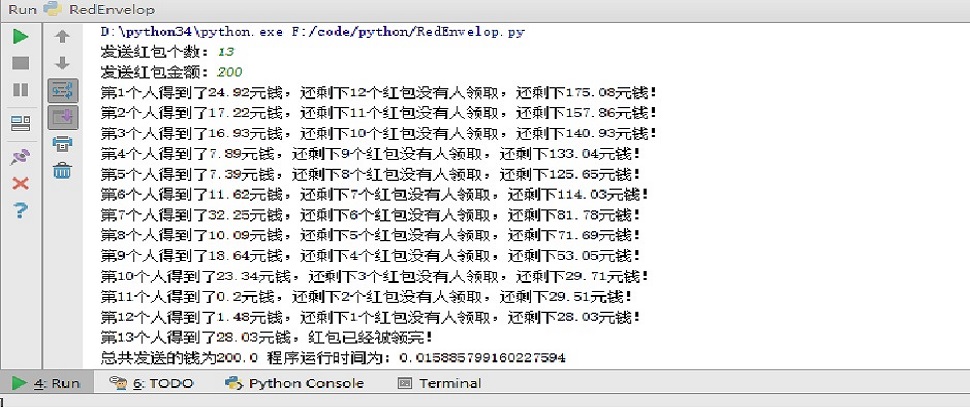 Run RedEnvelop
D:\python34\python.exe F:/code/python/RedEnvelop.py
发送红包个数：13
发送红包金额：200
第1个人得到了24.92元钱，还剩下12个红包没有人领取，还剩下175.08元钱！
第2个人得到了17.22元钱，还剩下11个红包没有人领取，还剩下157.86元钱！
第3个人得到了16.93元钱，还剩下10个红包没有人领取，还剩下140.93元钱！
第4个人得到了7.89元钱，还剩下9个红包没有人领取，还剩下133.04元钱！
第5个人得到了7.39元钱，还剩下8个红包没有人领取，还剩下125.65元钱！
第6个人得到了11.62元钱，还剩下7个红包没有人领取，还剩下114.03元钱！
第7个人得到了32.25元钱，还剩下6个红包没有人领取，还剩下81.78元钱！
第8个人得到了10.09元钱，还剩下5个红包没有人领取，还剩下71.69元钱！
第9个人得到了18.64元钱，还剩下4个红包没有人领取，还剩下53.05元钱！
第10个人得到了23.34元钱，还剩下3个红包没有人领取，还剩下29.71元钱！
第11个人得到了0.2元钱，还剩下2个红包没有人领取，还剩下29.51元钱！
第12个人得到了1.48元钱，还剩下1个红包没有人领取，还剩下28.03元钱！
第13个人得到了28.03元钱，红包已经被领完！
总共发送的钱为200.0 程序运行时间为：0.015885799160227594
4: Run 6: TODO Python Console Terminal